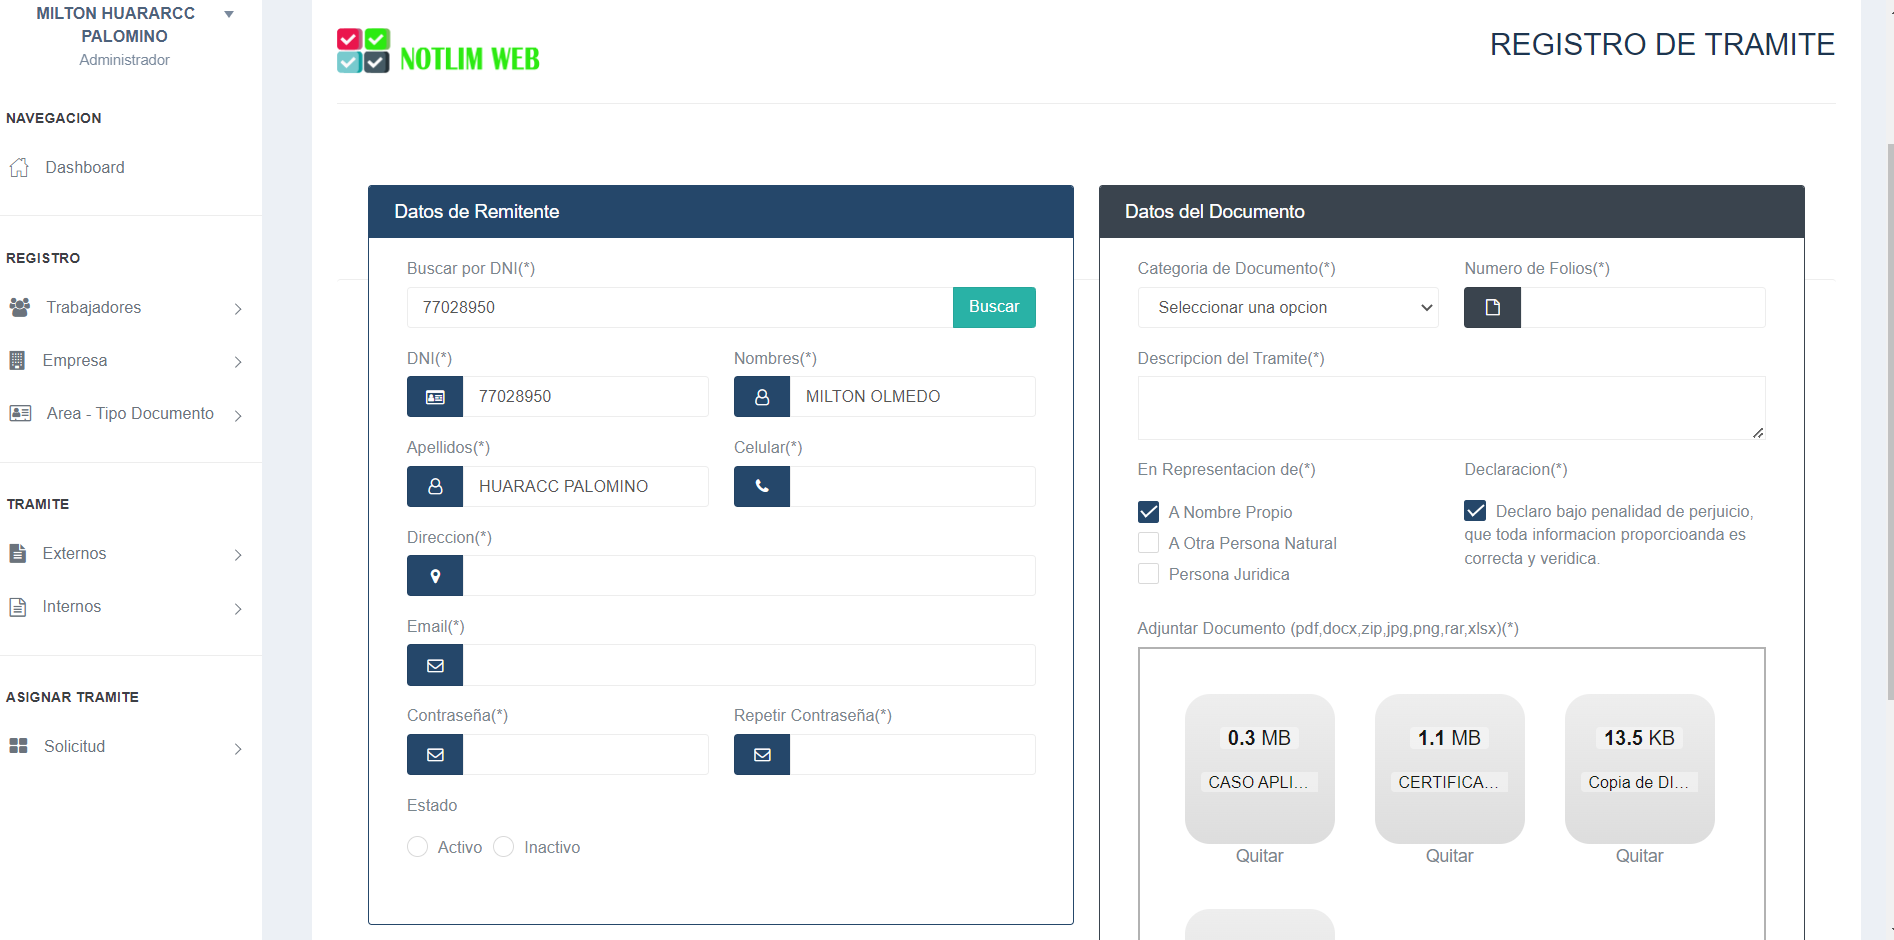 MILTON HUARARCC
PALOMINO
Administrador
NAVEGACION
Dashboard
REGISTRO
Trabajadores
Empresa
Area - Tipo Documento
TRAMITE
Externos
Internos
ASIGNAR TRAMITE
Solicitud
NOTLIM WEB
REGISTRO DE TRAMITE
Datos de Remitente
Buscar por DNI(*)
77028950
Buscar
DNI(*)
Nombres(*)
77028950
MILTON OLMEDO
Apellidos(*)
Celular(*)
HUARACC PALOMINO
Direccion(*)
Email(*)
Contraseña(*)
Repetir Contraseña(*)
Estado
Activo
Inactivo
Datos del Documento
Categoria de Documento(*)
Numero de Folios(*)
Seleccionar una opcion
Descripcion del Tramite(*)
En Representacion de(*)
A Nombre Propio
A Otra Persona Natural
Persona Juridica
Declaracion(*)
Declaro bajo penalidad de perjuicio,
que toda informacion proporcioanda es
correcta y veridica.
Adjuntar Documento (pdf,docx,zip,jpg,png,rar,xlsx)(*)
0.3 MB
CASO APLI...
Quitar
1.1 MB
CERTIFICA...
Quitar
13.5 KB
Copia de DI...
Quitar